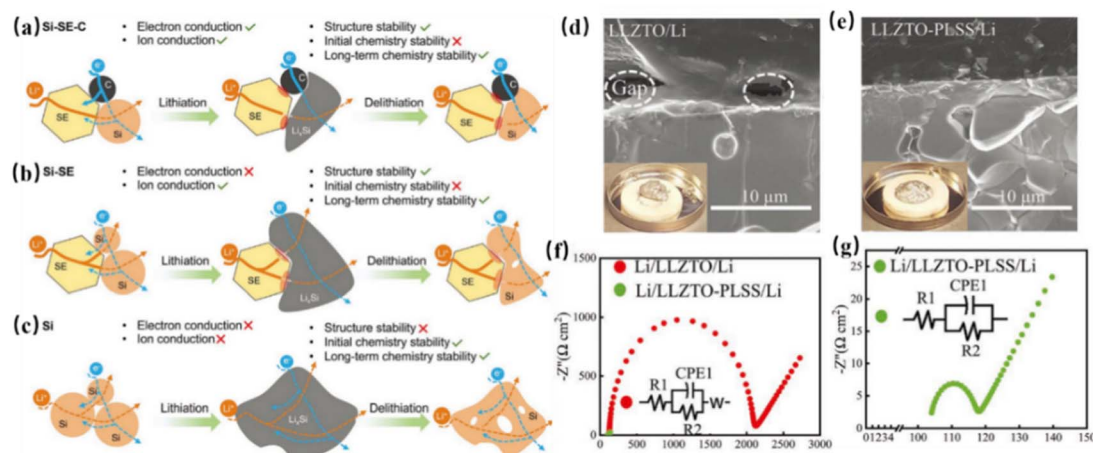 (a) Si-SE-C
• Electron conduction ✓
• Ion conduction ✓
• Structure stability ✓
• Initial chemistry stability ✗
• Long-term chemistry stability ✓
Li⁺
e⁻
C
SE
Si
Lithiation
e⁻
C
Li⁺
SE
LiₓSi
Delithiation
e⁻
C
Li⁺
SE
Si
(b) Si-SE
• Electron conduction ✗
• Ion conduction ✓
• Structure stability ✓
• Initial chemistry stability ✗
• Long-term chemistry stability ✓
e⁻
Li⁺
Si
SE
Si
Lithiation
e⁻
Li⁺
SE
LiₓSi
Delithiation
e⁻
Li⁺
SE
Si
(c) Si
• Electron conduction ✗
• Ion conduction ✗
• Structure stability ✗
• Initial chemistry stability ✓
• Long-term chemistry stability ✓
e⁻
Si
Li⁺
Si
Si
Lithiation
e⁻
Li⁺
LiₓSi
Delithiation
e⁻
Li⁺
Si
(d)
LLZTO/Li
Gap
10 μm
(e)
LLZTO-PLSS/Li
10 μm
(f)
Li/LLZTO/Li
Li/LLZTO-PLSS/Li
-Z''(Ω cm²)
1500
1000
500
0
R1
CPE1
R2
W
0 500 1000 1500 2000 2500 3000
(g)
Li/LLZTO-PLSS/Li
-Z''(Ω cm²)
25
20
15
10
5
0
R1
CPE1
R2
01234 100 110 120 130 140 150